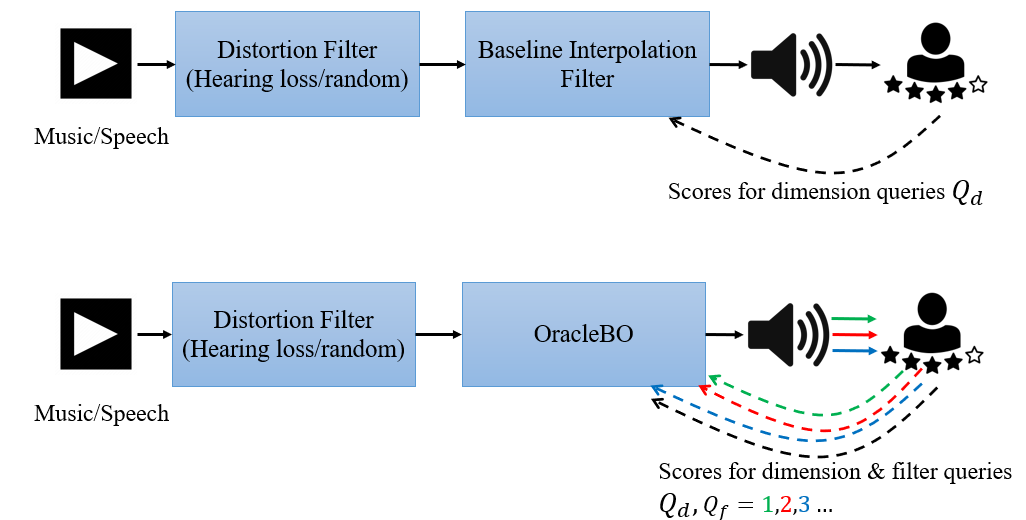 Distortion Filter
(Hearing loss/random)
Baseline Interpolation
Filter
Music/Speech
Scores for dimension queries Q_d
Distortion Filter
(Hearing loss/random)
OracleBO
Music/Speech
Scores for dimension & filter queries
Q_d, Q_f = 1,2,3 ...